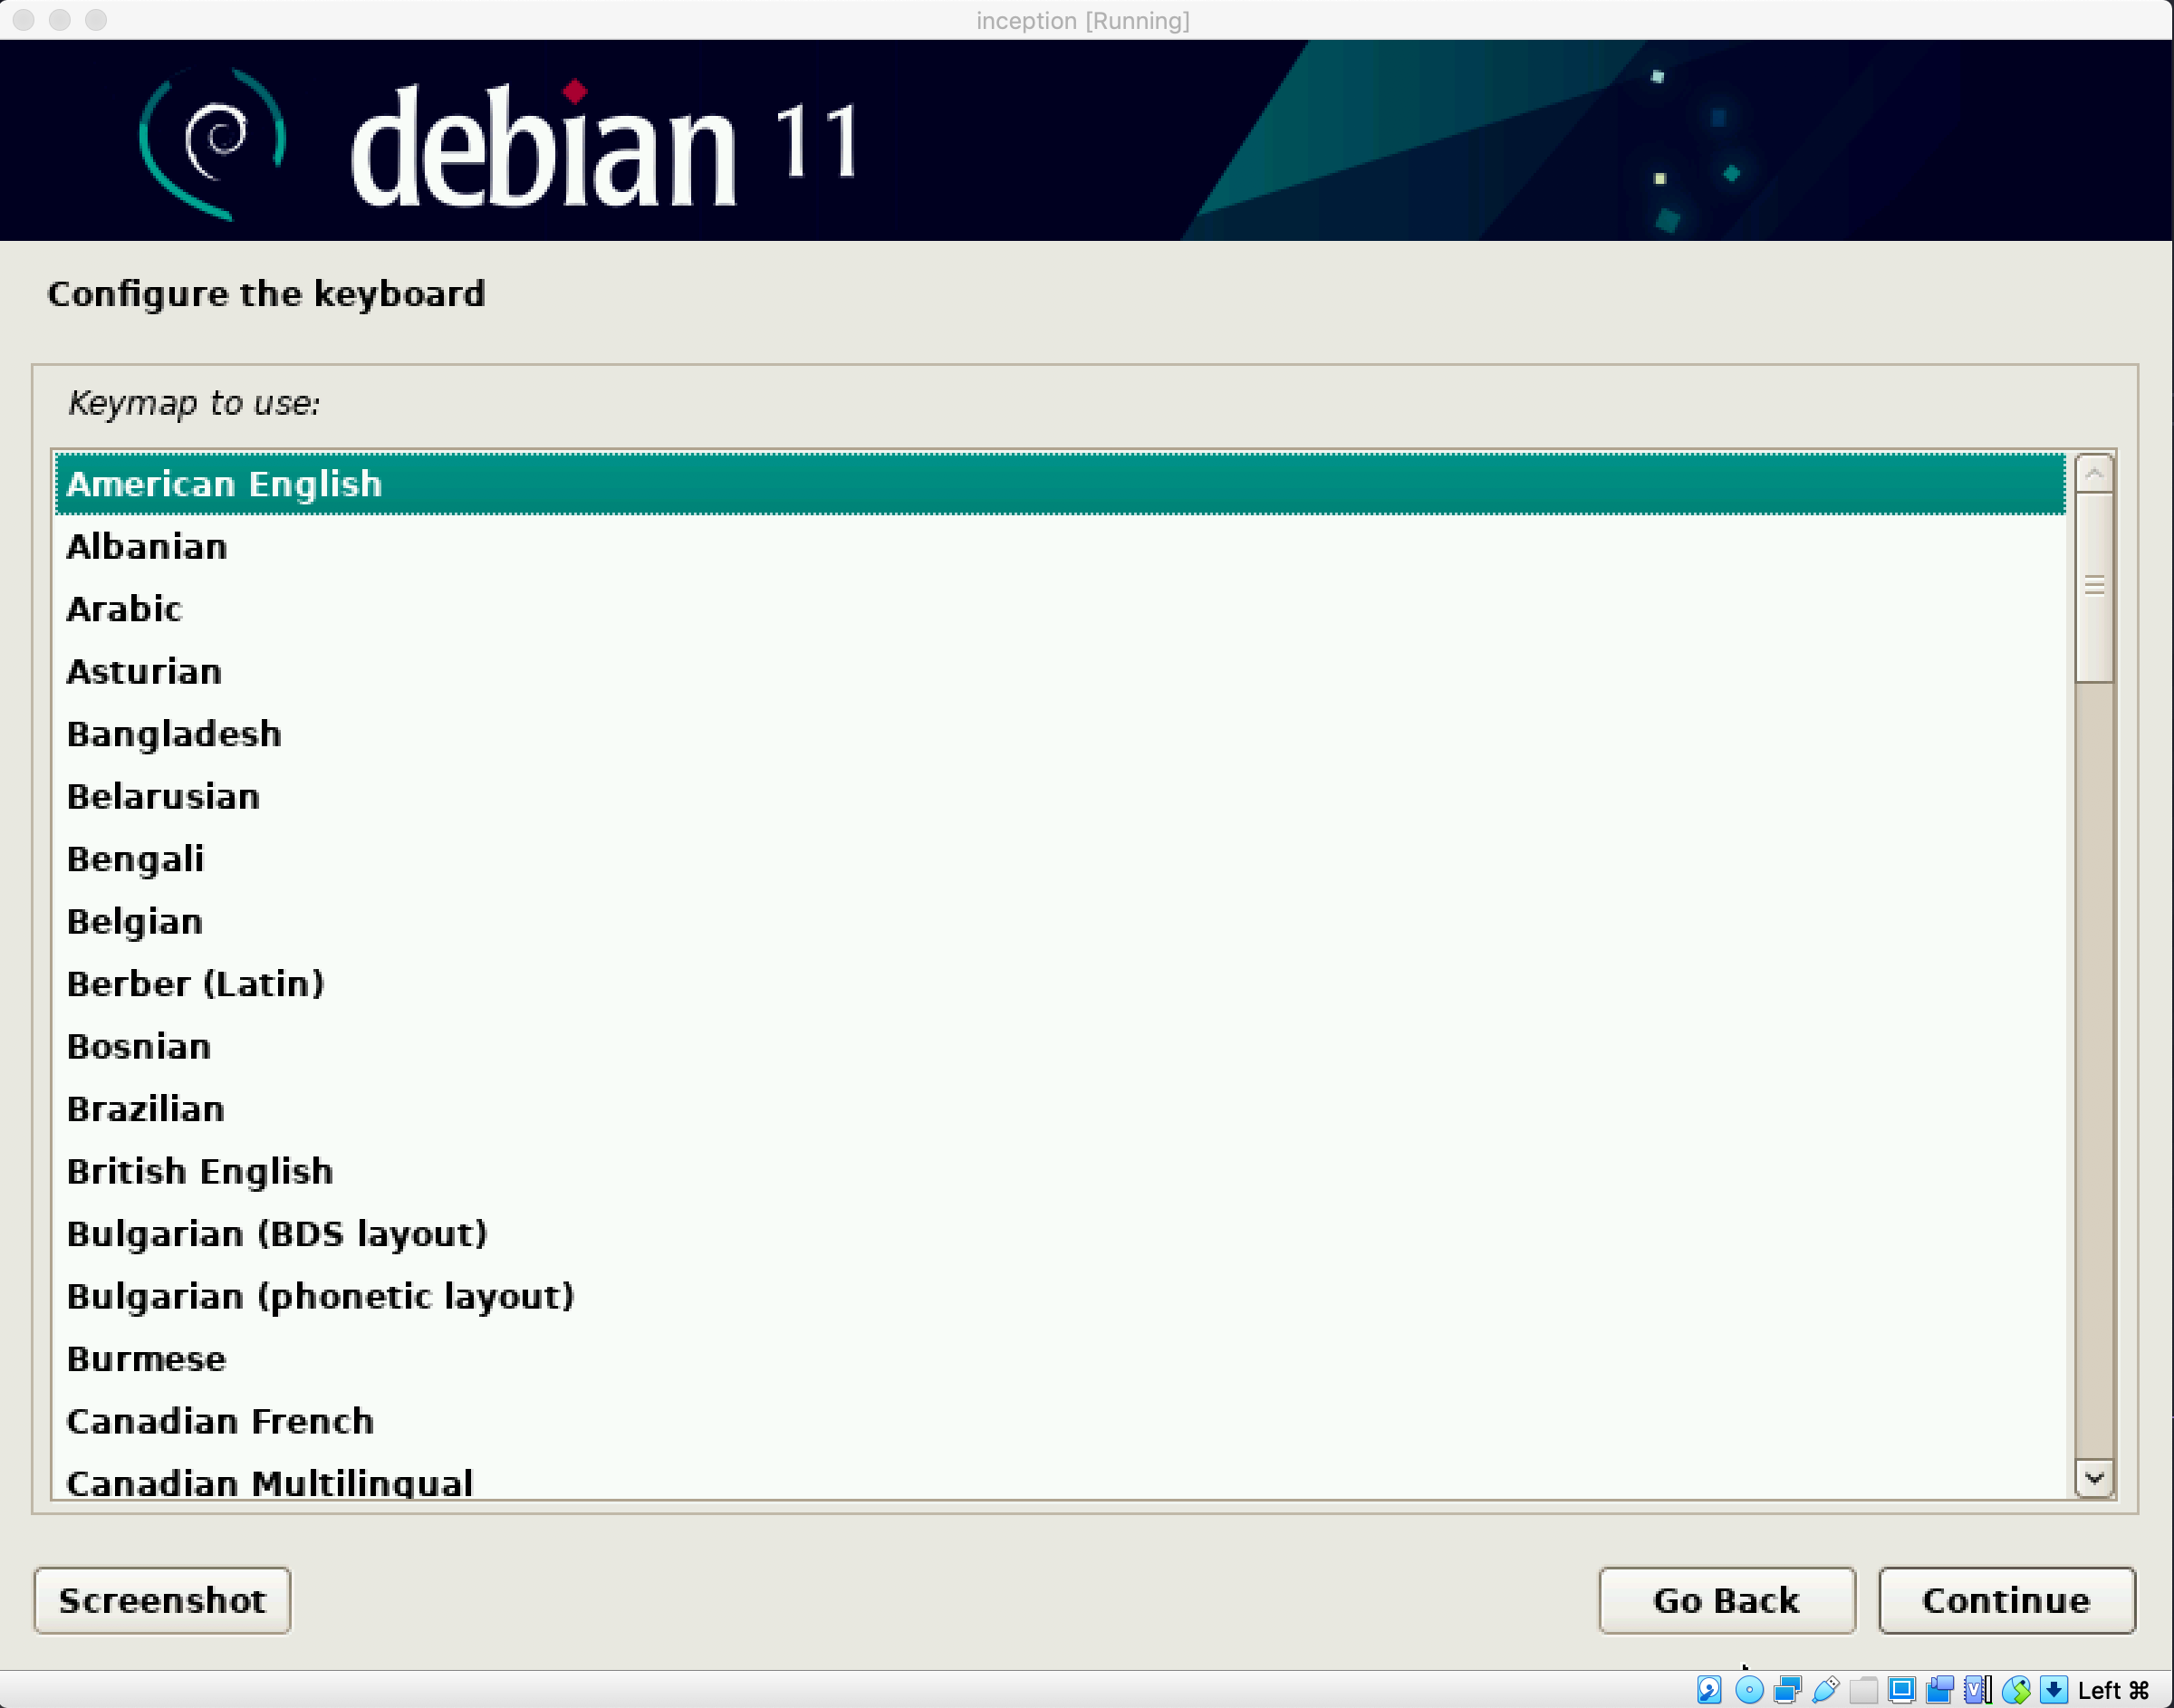 inception [Running]
debian 11
Configure the keyboard
Keymap to use:
American English
Albanian
Arabic
Asturian
Bangladesh
Belarusian
Bengali
Belgian
Berber (Latin)
Bosnian
Brazilian
British English
Bulgarian (BDS layout)
Bulgarian (phonetic layout)
Burmese
Canadian French
Canadian Multilingual
Screenshot
Go Back
Continue
Left ⌘